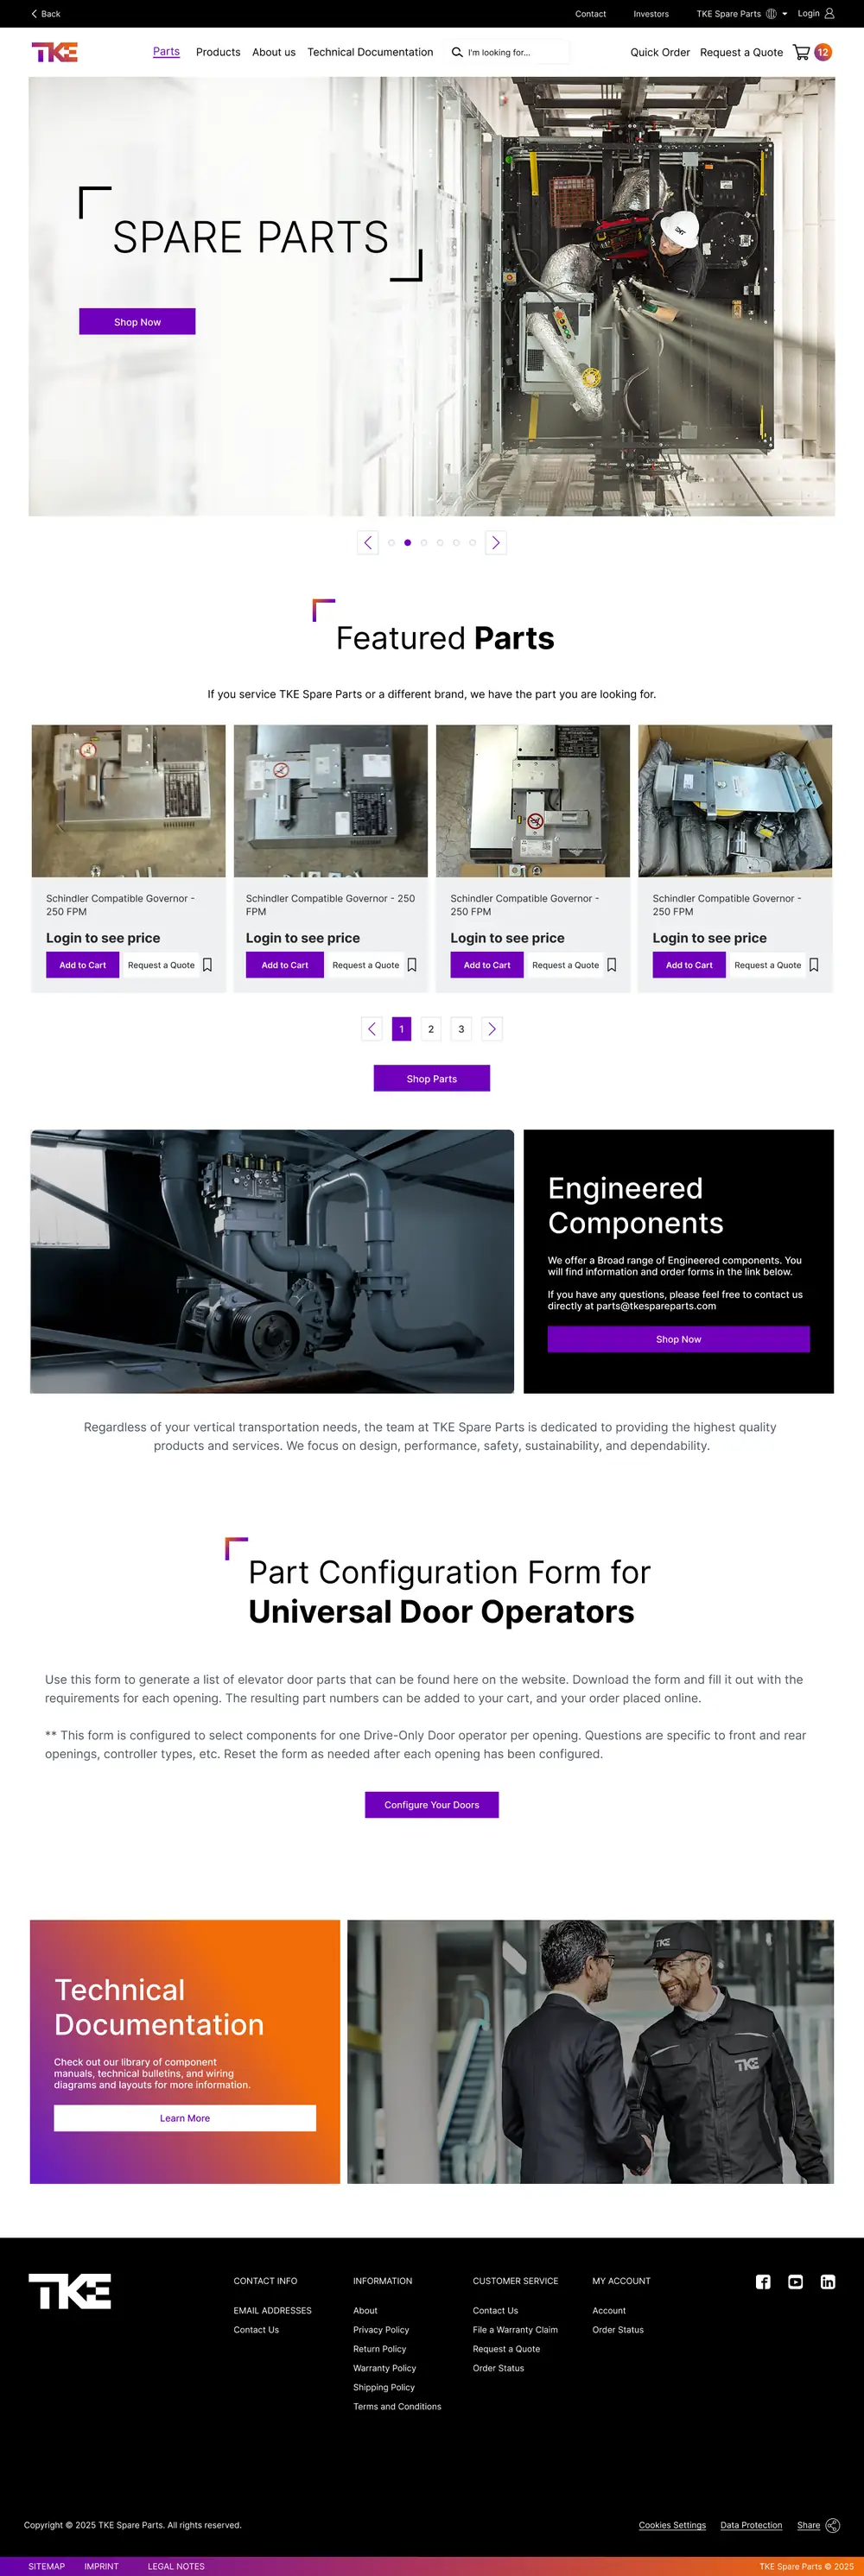 Back
Contact Investors TKE Spare Parts Login
TKE
Parts Products About us Technical Documentation I'm looking for... Quick Order Request a Quote 12
SPARE PARTS
Shop Now
Featured Parts
If you service TKE Spare Parts or a different brand, we have the part you are looking for.
Schindler Compatible Governor -
250 FPM
Login to see price
Add to Cart Request a Quote
Schindler Compatible Governor - 250
FPM
Login to see price
Add to Cart Request a Quote
Schindler Compatible Governor -
250 FPM
Login to see price
Add to Cart Request a Quote
Schindler Compatible Governor -
250 FPM
Login to see price
Add to Cart Request a Quote
1 2 3
Shop Parts
Engineered
Components
We offer a Broad range of Engineered components. You
will find information and order forms in the link below.
If you have any questions, please feel free to contact us
directly at parts@tkespareparts.com
Shop Now
Regardless of your vertical transportation needs, the team at TKE Spare Parts is dedicated to providing the highest quality
products and services. We focus on design, performance, safety, sustainability, and dependability.
Part Configuration Form for
Universal Door Operators
Use this form to generate a list of elevator door parts that can be found here on the website. Download the form and fill it out with the
requirements for each opening. The resulting part numbers can be added to your cart, and your order placed online.
** This form is configured to select components for one Drive-Only Door operator per opening. Questions are specific to front and rear
openings, controller types, etc. Reset the form as needed after each opening has been configured.
Configure Your Doors
Technical
Documentation
Check out our library of component
manuals, technical bulletins, and wiring
diagrams and layouts for more information.
Learn More
TKE
TKE
TKE
CONTACT INFO
EMAIL ADDRESSES
Contact Us
INFORMATION
About
Privacy Policy
Return Policy
Warranty Policy
Shipping Policy
Terms and Conditions
CUSTOMER SERVICE
Contact Us
File a Warranty Claim
Request a Quote
Order Status
MY ACCOUNT
Account
Order Status
Copyright © 2025 TKE Spare Parts. All rights reserved.
Cookies Settings Data Protection Share
SITEMAP IMPRINT LEGAL NOTES
TKE Spare Parts © 2025